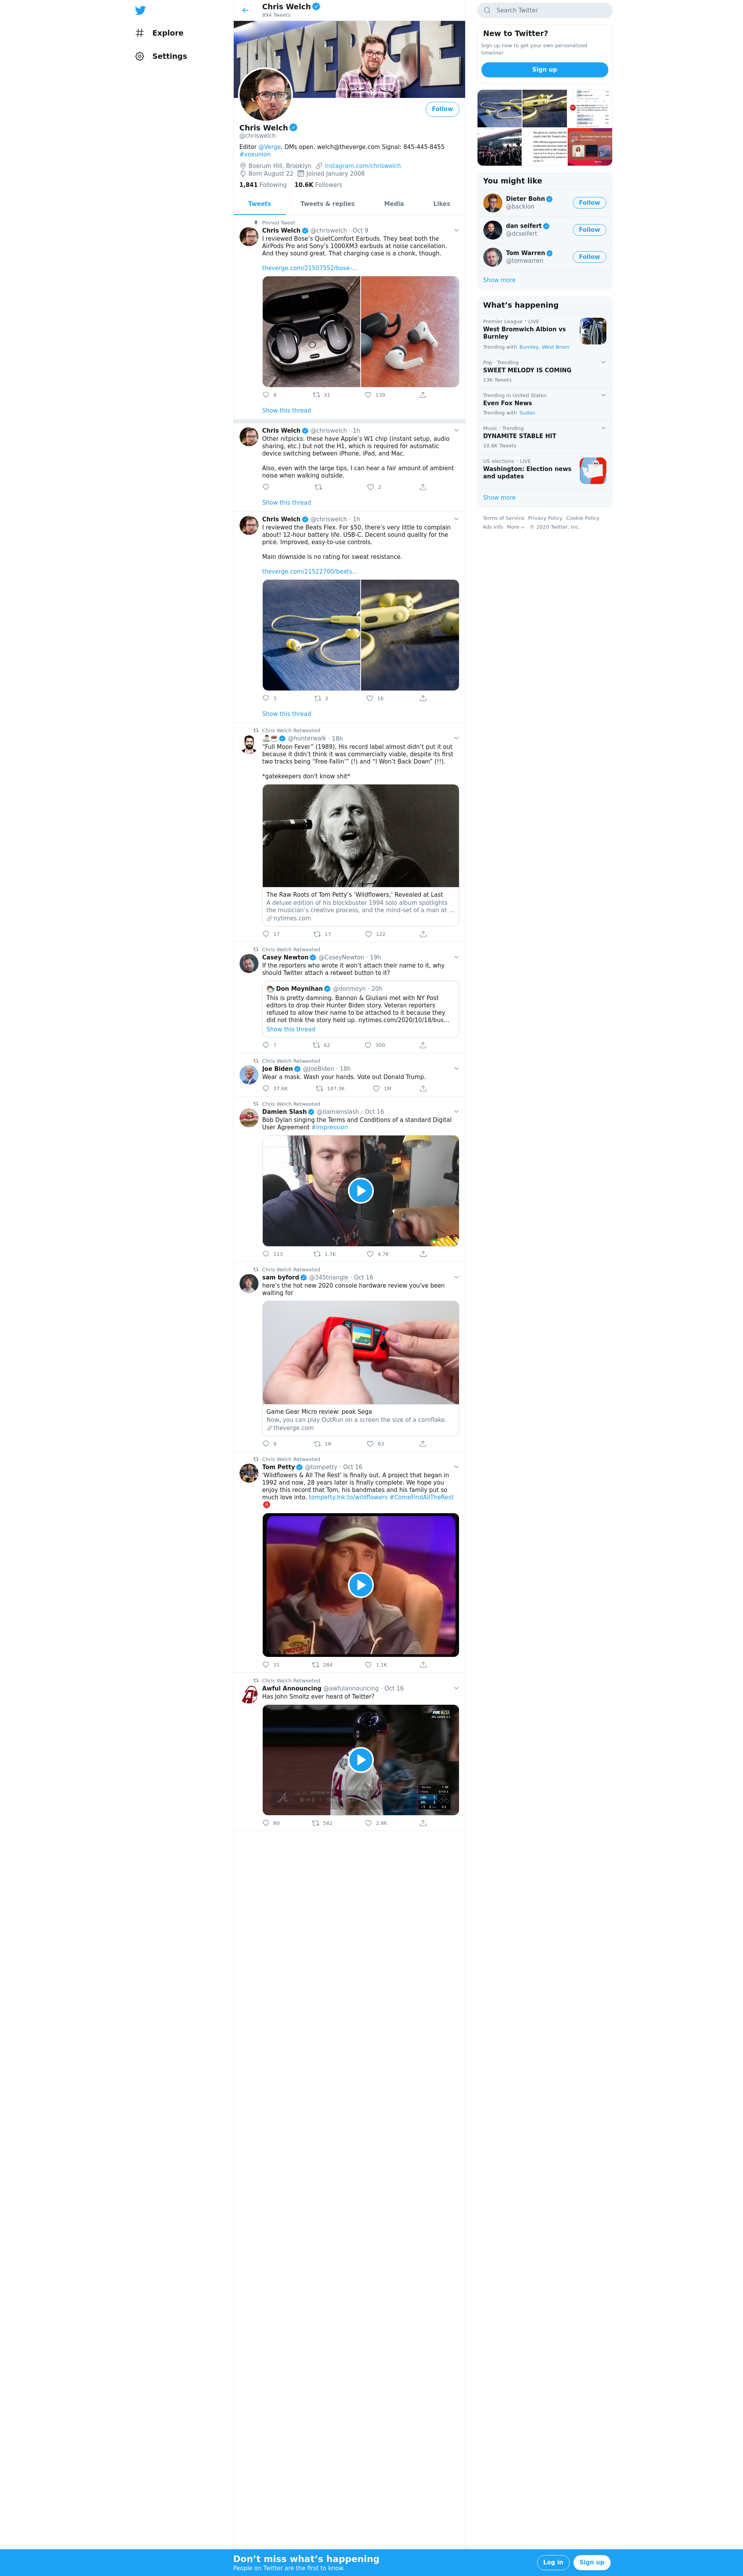 Explore
Settings
Chris Welch
894 Tweets
THE VERGE
Follow
Chris Welch
@chriswelch
Editor @Verge. DMs open. welch@theverge.com Signal: 845-445-8455
#voxunion
Boerum Hill, Brooklyn instagram.com/chriswelch
Born August 22 Joined January 2008
1,841 Following 10.6K Followers
Tweets Tweets & replies Media Likes
Pinned Tweet
Chris Welch @chriswelch · Oct 9
I reviewed Bose's QuietComfort Earbuds. They beat both the
AirPods Pro and Sony's 1000XM3 earbuds at noise cancellation.
And they sound great. That charging case is a chonk, though.
theverge.com/21507552/bose-…
8 31 139
Show this thread
Chris Welch @chriswelch · 1h
Other nitpicks: these have Apple's W1 chip (instant setup, audio
sharing, etc.) but not the H1, which is required for automatic
device switching between iPhone, iPad, and Mac.
Also, even with the large tips, I can hear a fair amount of ambient
noise when walking outside.
2
Show this thread
Chris Welch @chriswelch · 1h
I reviewed the Beats Flex. For $50, there's very little to complain
about! 12-hour battery life. USB-C. Decent sound quality for the
price. Improved, easy-to-use controls.
Main downside is no rating for sweat resistance.
theverge.com/21522700/beats…
3 2 16
Show this thread
Chris Welch Retweeted
@hunterwalk · 18h
"Full Moon Fever" (1989), His record label almost didn't put it out
because it didn't think it was commercially viable, despite its first
two tracks being "Free Fallin'" (!) and "I Won't Back Down" (!!).
*gatekeepers don't know shit*
The Raw Roots of Tom Petty's 'Wildflowers,' Revealed at Last
A deluxe edition of his blockbuster 1994 solo album spotlights
the musician's creative process, and the mind-set of a man at …
nytimes.com
17 17 122
Chris Welch Retweeted
Casey Newton @CaseyNewton · 19h
If the reporters who wrote it won't attach their name to it, why
should Twitter attach a retweet button to it?
Don Moynihan @donmoyn · 20h
This is pretty damning. Bannon & Giuliani met with NY Post
editors to drop their Hunter Biden story. Veteran reporters
refused to allow their name to be attached to it because they
did not think the story held up. nytimes.com/2020/10/18/bus…
Show this thread
7 62 300
Chris Welch Retweeted
Joe Biden @JoeBiden · 18h
Wear a mask. Wash your hands. Vote out Donald Trump.
37.6K 187.3K 1M
Chris Welch Retweeted
Damien Slash @damienslash · Oct 16
Bob Dylan singing the Terms and Conditions of a standard Digital
User Agreement #impression
113 1.7K 4.7K
Chris Welch Retweeted
sam byford @345triangle · Oct 16
here's the hot new 2020 console hardware review you've been
waiting for
Game Gear Micro review: peak Sega
Now, you can play OutRun on a screen the size of a cornflake.
theverge.com
9 18 63
Chris Welch Retweeted
Tom Petty @tompetty · Oct 16
'Wildflowers & All The Rest' is finally out. A project that began in
1992 and now, 28 years later is finally complete. We hope you
enjoy this record that Tom, his bandmates and his family put so
much love into. tompetty.lnk.to/wildflowers #ComeFindAllTheRest
31 284 1.1K
Chris Welch Retweeted
Awful Announcing @awfulannouncing · Oct 16
Has John Smoltz ever heard of Twitter?
FOX
80 582 2.8K
Search Twitter
New to Twitter?
Sign up now to get your own personalized
timeline!
Sign up
You might like
Dieter Bohn
@backlon
Follow
dan seifert
@dcseifert
Follow
Tom Warren
@tomwarren
Follow
Show more
What's happening
Premier League · LIVE
West Bromwich Albion vs
Burnley
Trending with Burnley, West Brom
Pop · Trending
SWEET MELODY IS COMING
13K Tweets
Trending in United States
Even Fox News
Trending with Sudan
Music · Trending
DYNAMITE STABLE HIT
10.9K Tweets
US elections · LIVE
Washington: Election news
and updates
Show more
Terms of Service Privacy Policy Cookie Policy
Ads info More © 2020 Twitter, Inc.
Don't miss what's happening
People on Twitter are the first to know.
Log in
Sign up